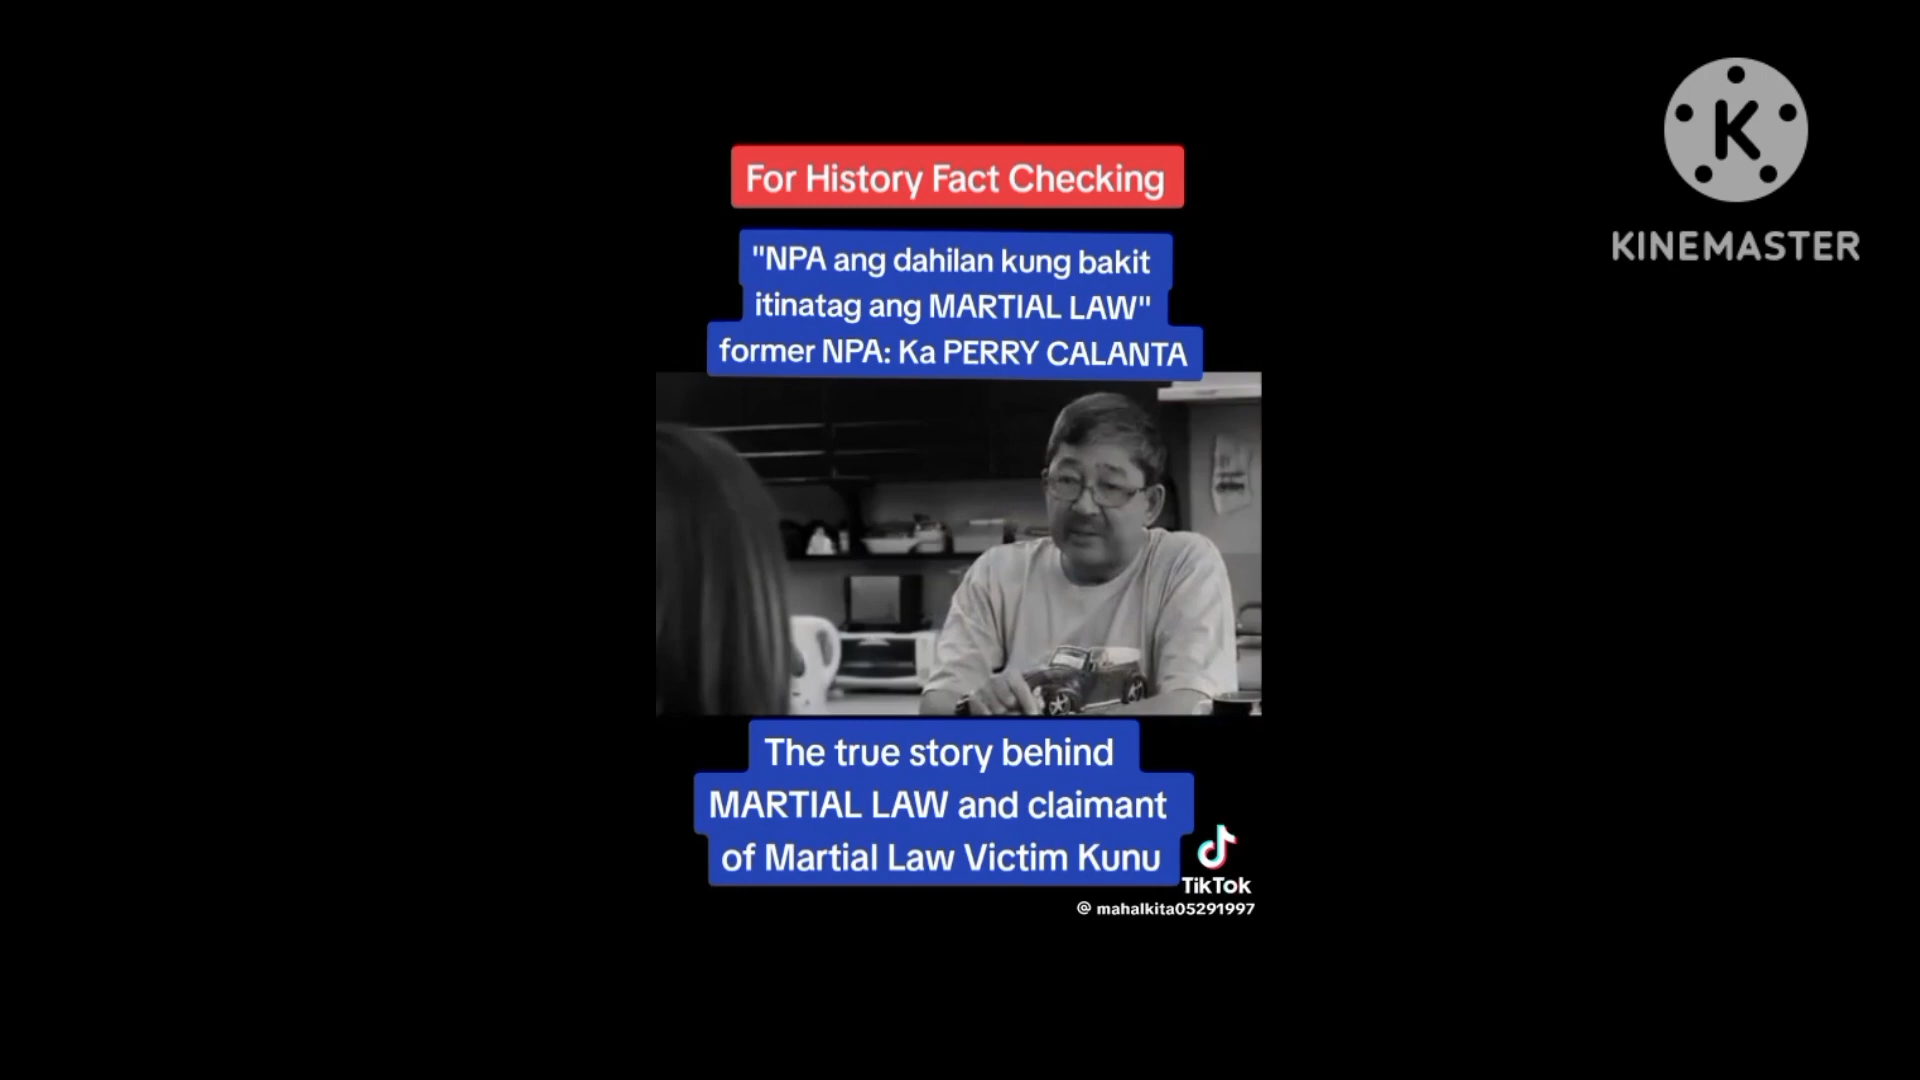 For History Fact Checking
"NPA ang dahilan kung bakit
itinatag ang MARTIAL LAW"
former NPA: Ka PERRY CALANTA
The true story behind
MARTIAL LAW and claimant
of Martial Law Victim Kunu
TikTok
@ mahalkita05291997
K
KINEMASTER